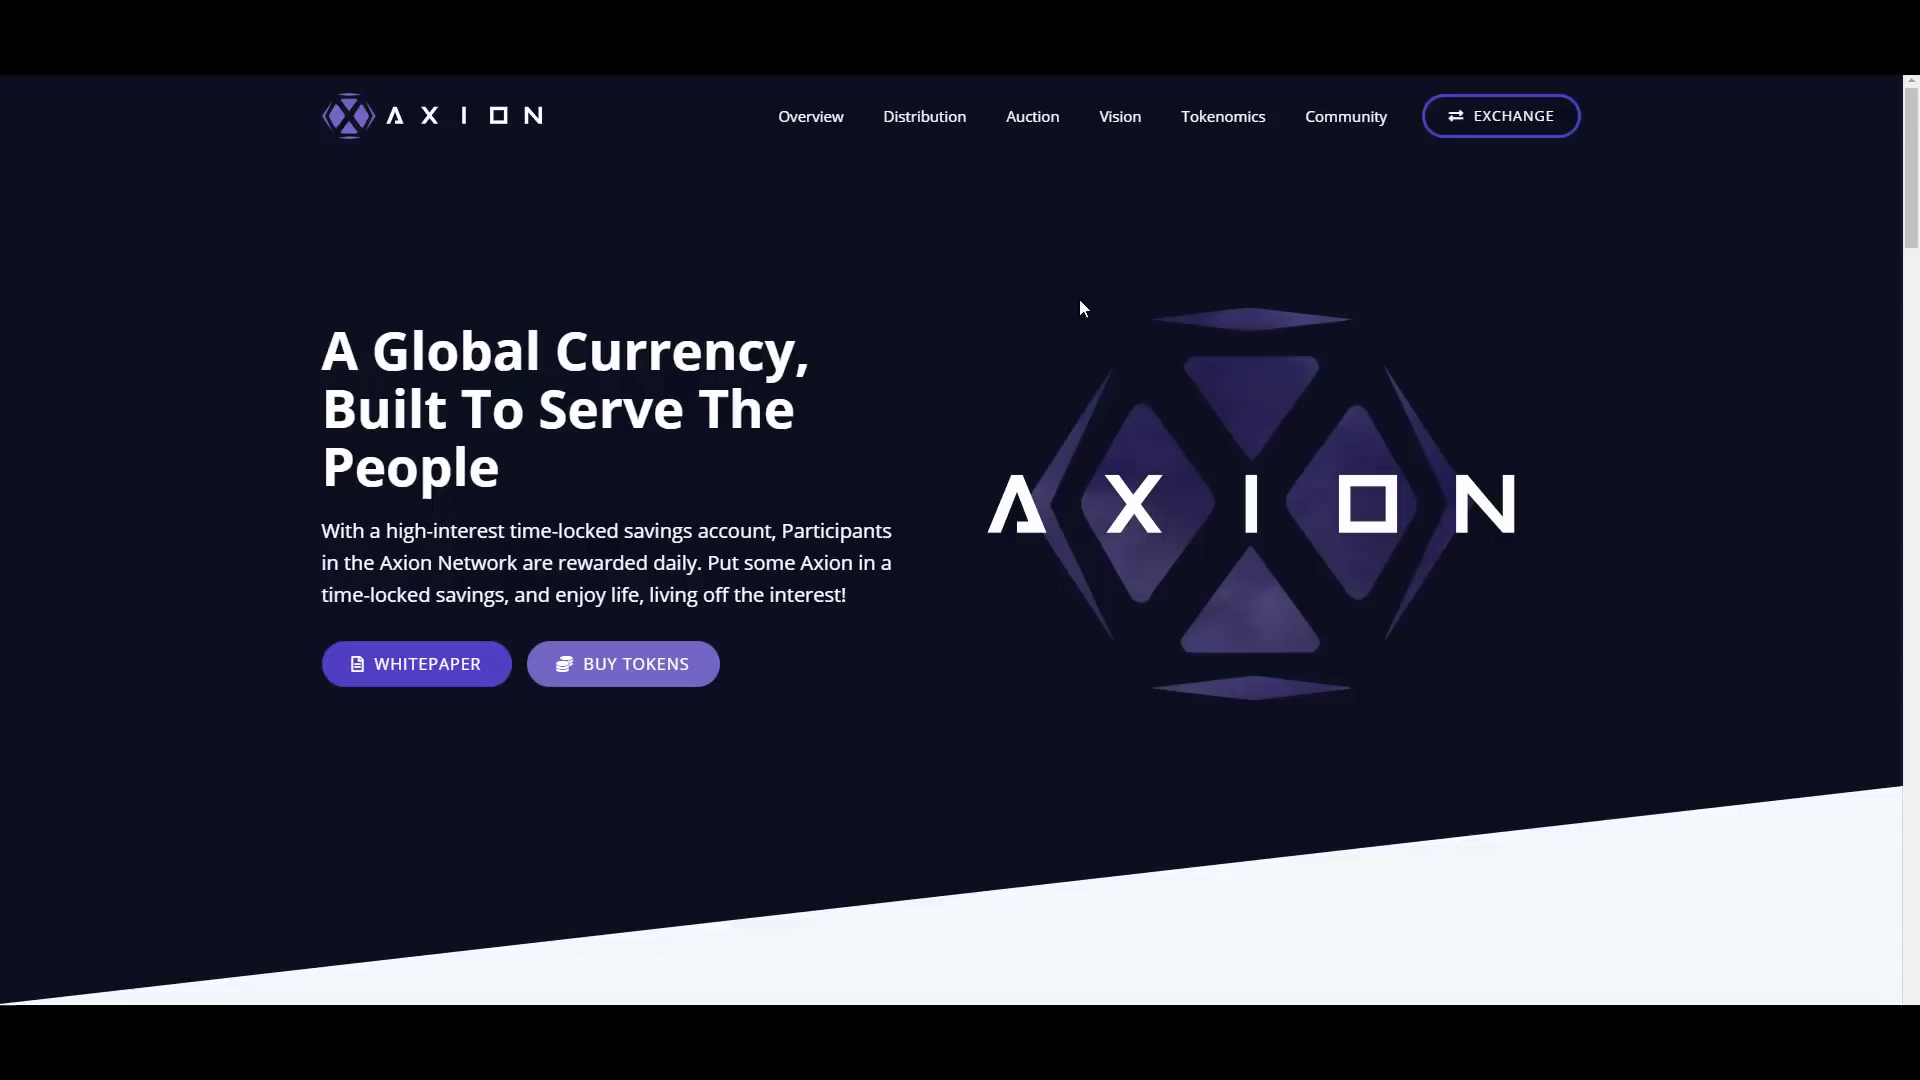 AXION
Overview
Distribution
Auction
Vision
Tokenomics
Community
EXCHANGE
A Global Currency,
Built To Serve The
People
With a high-interest time-locked savings account, Participants
in the Axion Network are rewarded daily. Put some Axion in a
time-locked savings, and enjoy life, living off the interest!
WHITEPAPER
BUY TOKENS
AXION